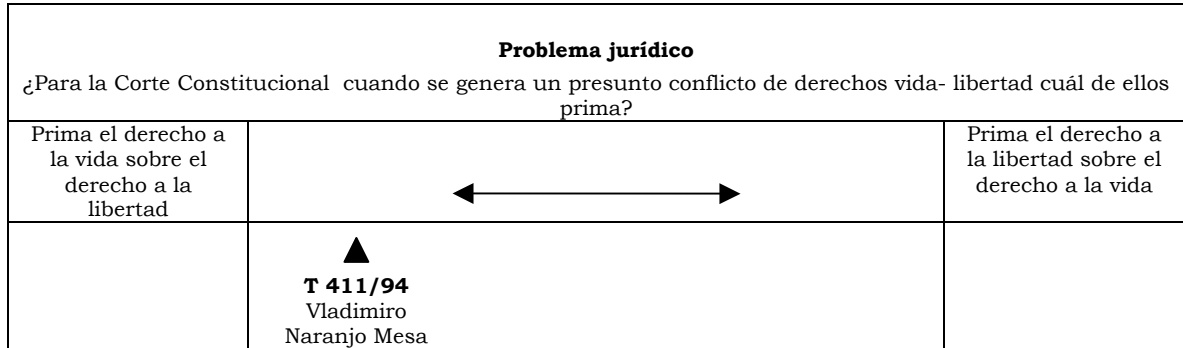 Problema jurídico
¿Para la Corte Constitucional  cuando se genera un presunto conflicto de derechos vida- libertad cuál de ellos
prima?
Prima el derecho a
la vida sobre el
derecho a la
libertad
Prima el derecho a
la libertad sobre el
derecho a la vida
T 411/94
Vladimiro
Naranjo Mesa